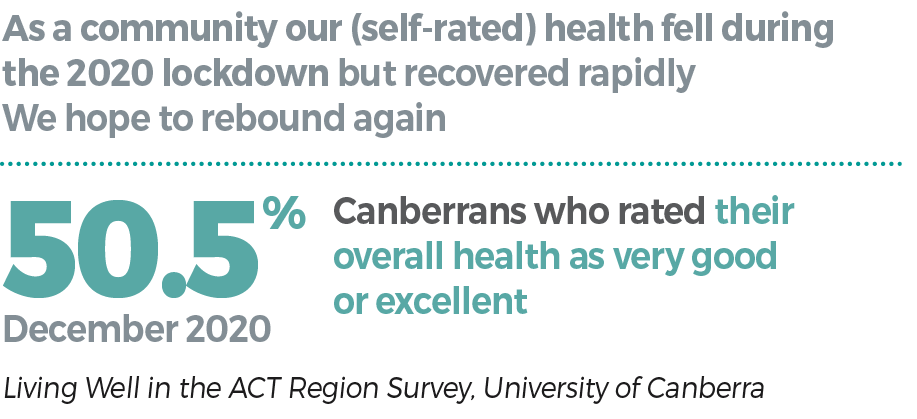 As a community our (self-rated) health fell during
the 2020 lockdown but recovered rapidly
We hope to rebound again
50.5%
December 2020
Canberrans who rated their
overall health as very good
or excellent
Living Well in the ACT Region Survey, University of Canberra